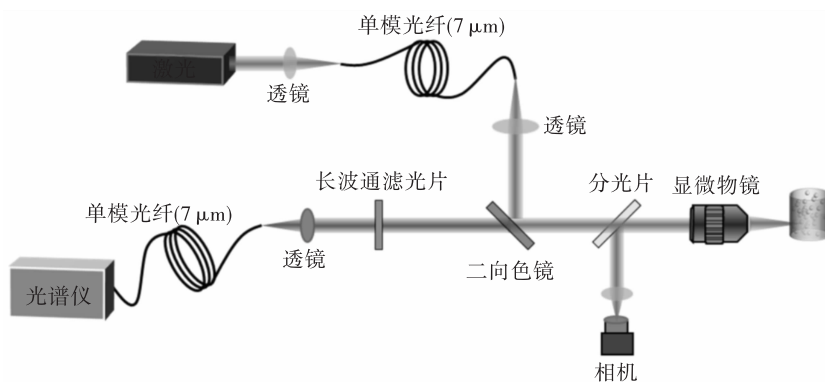 单模光纤(7 μm)
激光
透镜
透镜
长波通滤光片
分光片
显微物镜
单模光纤(7 μm)
透镜
二向色镜
光谱仪
相机